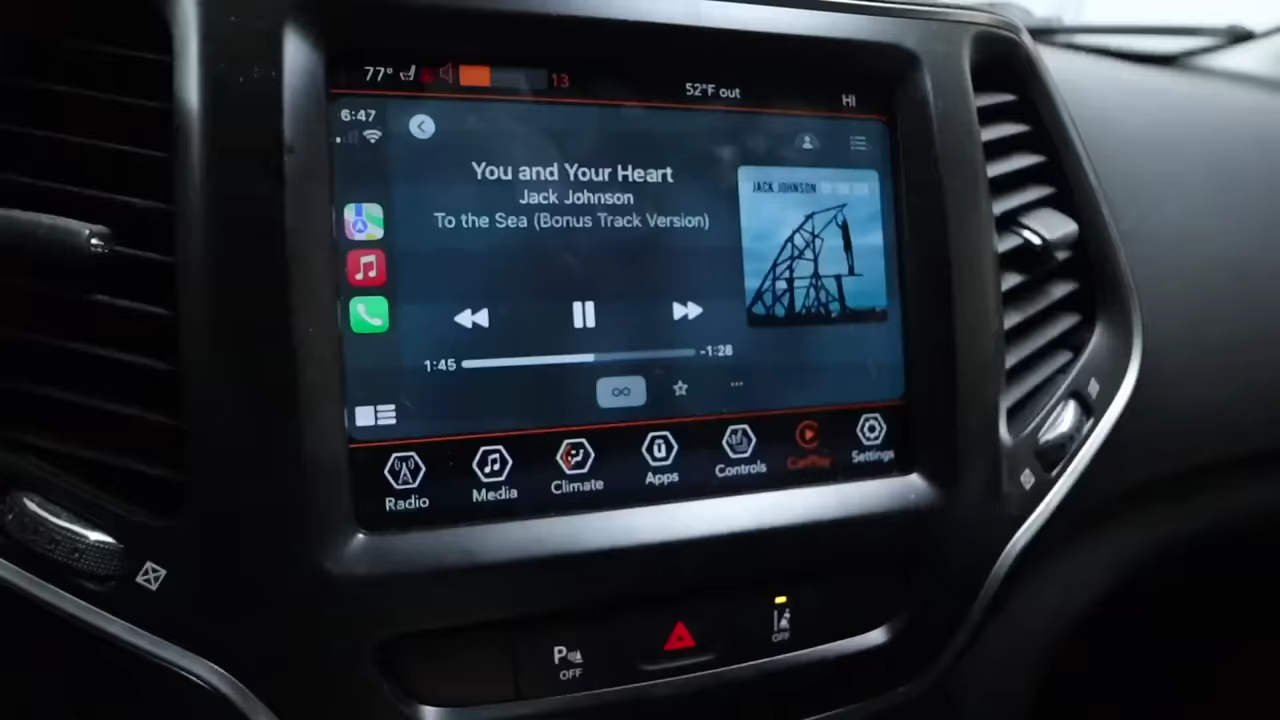 77°
13
52°F out
HI
6:47
You and Your Heart
Jack Johnson
To the Sea (Bonus Track Version)
JACK JOHNSON
1:45
-1:28
Radio
Media
Climate
ū
Apps
Controls
CarPlay
Settings
P
OFF
OFF